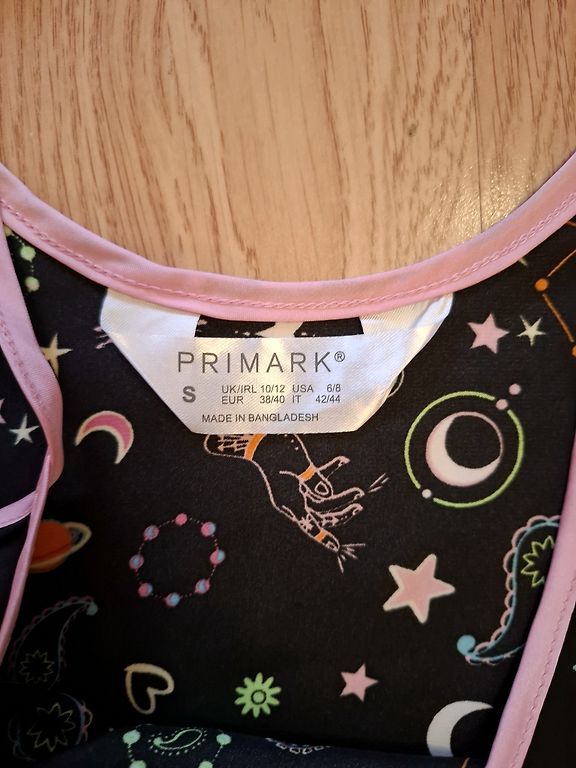 PRIMARK®
S UK/IRL 10/12 USA 6/8
EUR 38/40 IT 42/44
MADE IN BANGLADESH